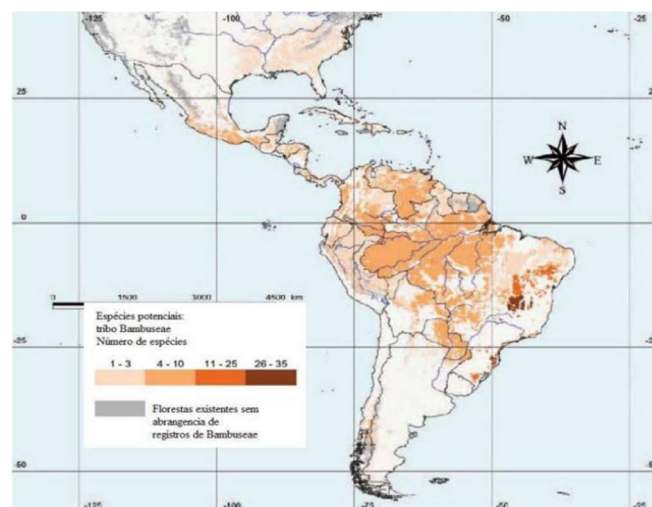 -125 -100 -75 -50 -25
25
N
W E
S
0
0 1500 3000 4500 km
Espécies potenciais:
tribo Bambuseae
Número de espécies
1 - 3 4 - 10 11 - 25 26 - 35
Florestas existentes sem
abrangencia de
registros de Bambuseae
-25
-50
-125 -100 -75 -50 -25